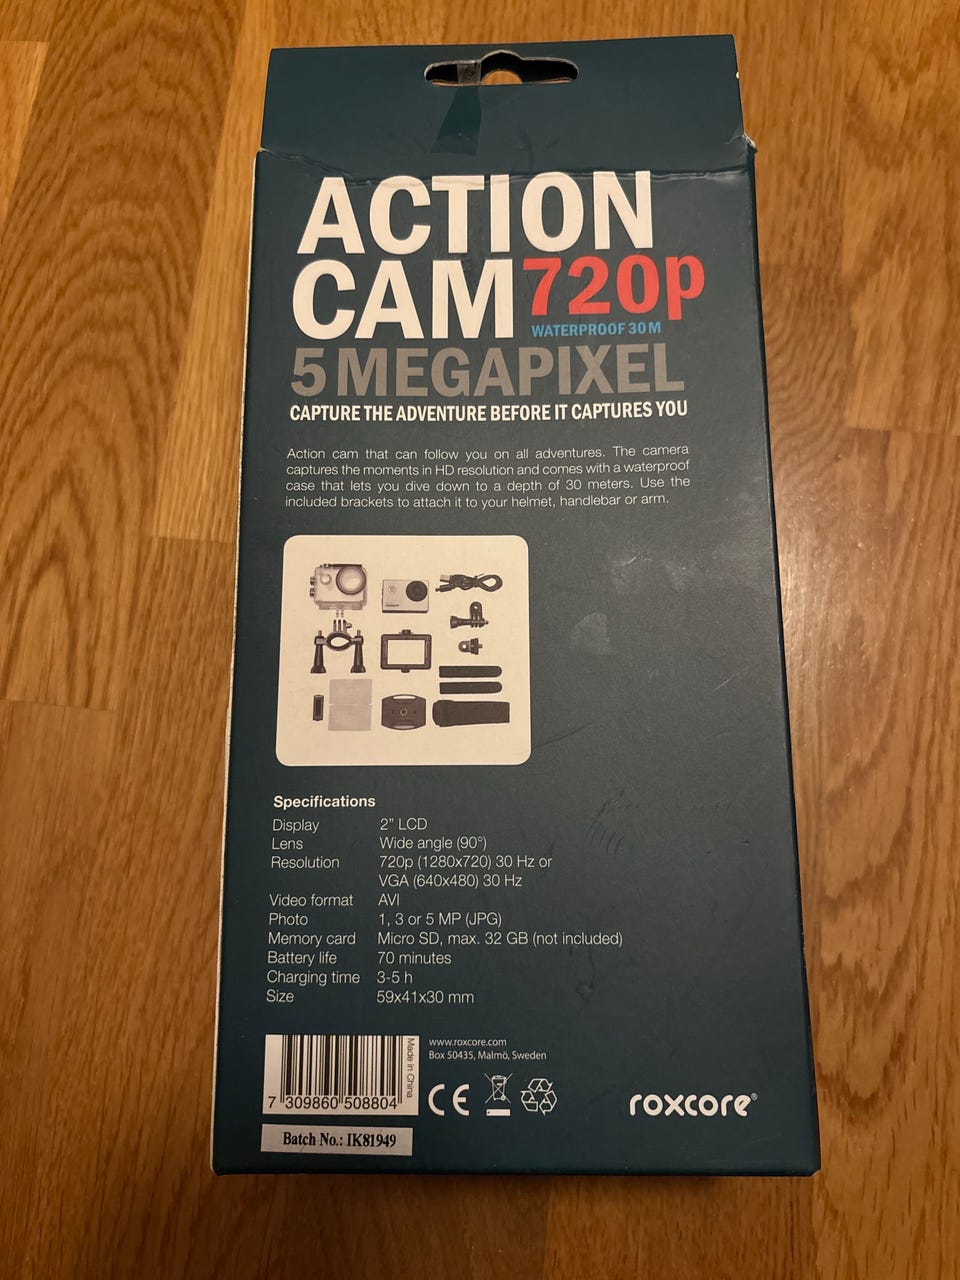 ACTION
CAM 720p
WATERPROOF 30 M
5 MEGAPIXEL
CAPTURE THE ADVENTURE BEFORE IT CAPTURES YOU
Action cam that can follow you on all adventures. The camera
captures the moments in HD resolution and comes with a waterproof
case that lets you dive down to a depth of 30 meters. Use the
included brackets to attach it to your helmet, handlebar or arm.
Specifications
Display 2” LCD
Lens Wide angle (90°)
Resolution 720p (1280x720) 30 Hz or
VGA (640x480) 30 Hz
Video format AVI
Photo 1, 3 or 5 MP (JPG)
Memory card Micro SD, max. 32 GB (not included)
Battery life 70 minutes
Charging time 3-5 h
Size 59x41x30 mm
Made in China
7 309860 508804
Batch No.: IK81949
www.roxcore.com
Box 50435, Malmö, Sweden
CE
roxcore®